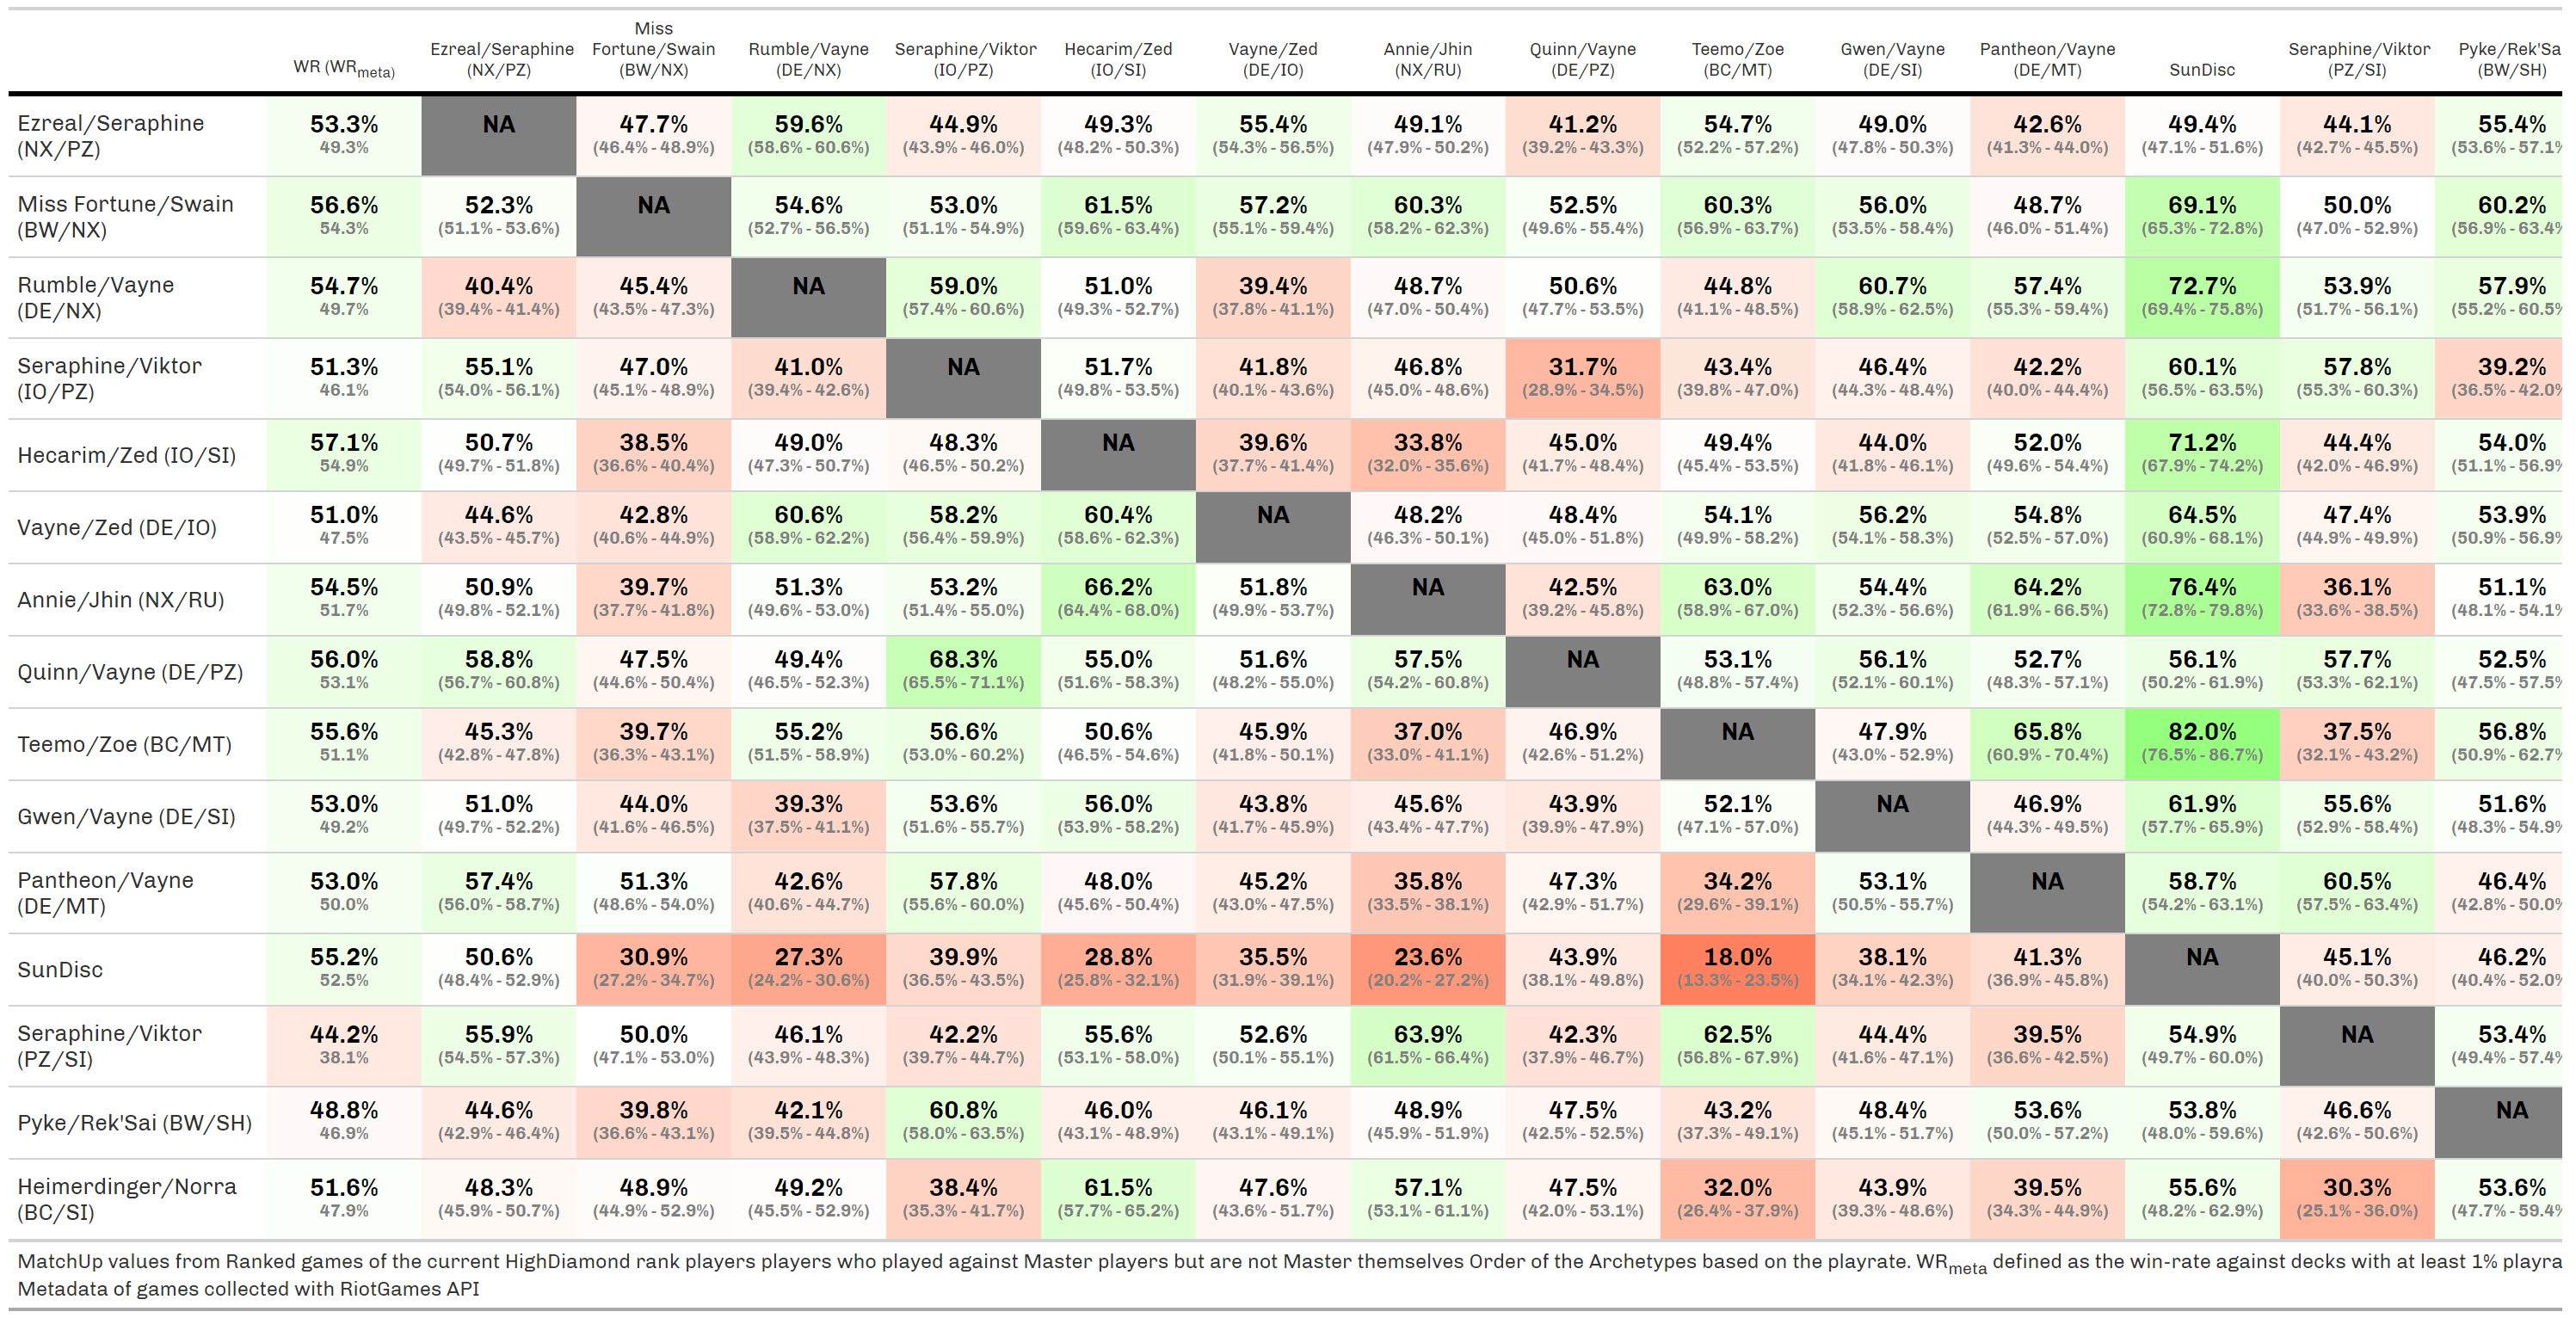 WR (WRmeta) Ezreal/Seraphine (NX/PZ) Miss Fortune/Swain (BW/NX) Rumble/Vayne (DE/NX) Seraphine/Viktor (IO/PZ) Hecarim/Zed (IO/SI) Vayne/Zed (DE/IO) Annie/Jhin (NX/RU) Quinn/Vayne (DE/PZ) Teemo/Zoe (BC/MT) Gwen/Vayne (DE/SI) Pantheon/Vayne (DE/MT) SunDisc Seraphine/Viktor (PZ/SI) Pyke/Rek'Sa (BW/SH)
Ezreal/Seraphine 53.3% NA 47.7% 59.6% 44.9% 49.3% 55.4% 49.1% 41.2% 54.7% 49.0% 42.6% 49.4% 44.1% 55.4%
(NX/PZ) 49.3% (46.4% - 48.9%) (58.6% - 60.6%) (43.9% - 46.0%) (48.2% - 50.3%) (54.3% - 56.5%) (47.9% - 50.2%) (39.2% - 43.3%) (52.2% - 57.2%) (47.8% - 50.3%) (41.3% - 44.0%) (47.1% - 51.6%) (42.7% - 45.5%) (53.6% - 57.1%
Miss Fortune/Swain 56.6% 52.3% NA 54.6% 53.0% 61.5% 57.2% 60.3% 52.5% 60.3% 56.0% 48.7% 69.1% 50.0% 60.2%
(BW/NX) 54.3% (51.1% - 53.6%) (52.7% - 56.5%) (51.1% - 54.9%) (59.6% - 63.4%) (55.1% - 59.4%) (58.2% - 62.3%) (49.6% - 55.4%) (56.9% - 63.7%) (53.5% - 58.4%) (46.0% - 51.4%) (65.3% - 72.8%) (47.0% - 52.9%) (56.9% - 63.4%
Rumble/Vayne 54.7% 40.4% 45.4% NA 59.0% 51.0% 39.4% 48.7% 50.6% 44.8% 60.7% 57.4% 72.7% 53.9% 57.9%
(DE/NX) 49.7% (39.4% - 41.4%) (43.5% - 47.3%) (57.4% - 60.6%) (49.3% - 52.7%) (37.8% - 41.1%) (47.0% - 50.4%) (47.7% - 53.5%) (41.1% - 48.5%) (58.9% - 62.5%) (55.3% - 59.4%) (69.4% - 75.8%) (51.7% - 56.1%) (55.2% - 60.5%
Seraphine/Viktor 51.3% 55.1% 47.0% 41.0% NA 51.7% 41.8% 46.8% 31.7% 43.4% 46.4% 42.2% 60.1% 57.8% 39.2%
(IO/PZ) 46.1% (54.0% - 56.1%) (45.1% - 48.9%) (39.4% - 42.6%) (49.8% - 53.5%) (40.1% - 43.6%) (45.0% - 48.6%) (28.9% - 34.5%) (39.8% - 47.0%) (44.3% - 48.4%) (40.0% - 44.4%) (56.5% - 63.5%) (55.3% - 60.3%) (36.5% - 42.0%
Hecarim/Zed (IO/SI) 57.1% 50.7% 38.5% 49.0% 48.3% NA 39.6% 33.8% 45.0% 49.4% 44.0% 52.0% 71.2% 44.4% 54.0%
54.9% (49.7% - 51.8%) (36.6% - 40.4%) (47.3% - 50.7%) (46.5% - 50.2%) (37.7% - 41.4%) (32.0% - 35.6%) (41.7% - 48.4%) (45.4% - 53.5%) (41.8% - 46.1%) (49.6% - 54.4%) (67.9% - 74.2%) (42.0% - 46.9%) (51.1% - 56.9%
Vayne/Zed (DE/IO) 51.0% 44.6% 42.8% 60.6% 58.2% 60.4% NA 48.2% 48.4% 54.1% 56.2% 54.8% 64.5% 47.4% 53.9%
47.5% (43.5% - 45.7%) (40.6% - 44.9%) (58.9% - 62.2%) (56.4% - 59.9%) (58.6% - 62.3%) (46.3% - 50.1%) (45.0% - 51.8%) (49.9% - 58.2%) (54.1% - 58.3%) (52.5% - 57.0%) (60.9% - 68.1%) (44.9% - 49.9%) (50.9% - 56.9%
Annie/Jhin (NX/RU) 54.5% 50.9% 39.7% 51.3% 53.2% 66.2% 51.8% NA 42.5% 63.0% 54.4% 64.2% 76.4% 36.1% 51.1%
51.7% (49.8% - 52.1%) (37.7% - 41.8%) (49.6% - 53.0%) (51.4% - 55.0%) (64.4% - 68.0%) (49.9% - 53.7%) (39.2% - 45.8%) (58.9% - 67.0%) (52.3% - 56.6%) (61.9% - 66.5%) (72.8% - 79.8%) (33.6% - 38.5%) (48.1% - 54.1%
Quinn/Vayne (DE/PZ) 56.0% 58.8% 47.5% 49.4% 68.3% 55.0% 51.6% 57.5% NA 53.1% 56.1% 52.7% 56.1% 57.7% 52.5%
53.1% (56.7% - 60.8%) (44.6% - 50.4%) (46.5% - 52.3%) (65.5% - 71.1%) (51.6% - 58.3%) (48.2% - 55.0%) (54.2% - 60.8%) (48.8% - 57.4%) (52.1% - 60.1%) (48.3% - 57.1%) (50.2% - 61.9%) (53.3% - 62.1%) (47.5% - 57.5%
Teemo/Zoe (BC/MT) 55.6% 45.3% 39.7% 55.2% 56.6% 50.6% 45.9% 37.0% 46.9% NA 47.9% 65.8% 82.0% 37.5% 56.8%
51.1% (42.8% - 47.8%) (36.3% - 43.1%) (51.5% - 58.9%) (53.0% - 60.2%) (46.5% - 54.6%) (41.8% - 50.1%) (33.0% - 41.1%) (42.6% - 51.2%) (43.0% - 52.9%) (60.9% - 70.4%) (76.5% - 86.7%) (32.1% - 43.2%) (50.9% - 62.7%
Gwen/Vayne (DE/SI) 53.0% 51.0% 44.0% 39.3% 53.6% 56.0% 43.8% 45.6% 43.9% 52.1% NA 46.9% 61.9% 55.6% 51.6%
49.2% (49.7% - 52.2%) (41.6% - 46.5%) (37.5% - 41.1%) (51.6% - 55.7%) (53.9% - 58.2%) (41.7% - 45.9%) (43.4% - 47.7%) (39.9% - 47.9%) (47.1% - 57.0%) (44.3% - 49.5%) (57.7% - 65.9%) (52.9% - 58.4%) (48.3% - 54.9%
Pantheon/Vayne 53.0% 57.4% 51.3% 42.6% 57.8% 48.0% 45.2% 35.8% 47.3% 34.2% 53.1% NA 58.7% 60.5% 46.4%
(DE/MT) 50.0% (56.0% - 58.7%) (48.6% - 54.0%) (40.6% - 44.7%) (55.6% - 60.0%) (45.6% - 50.4%) (43.0% - 47.5%) (33.5% - 38.1%) (42.9% - 51.7%) (29.6% - 39.1%) (50.5% - 55.7%) (54.2% - 63.1%) (57.5% - 63.4%) (42.8% - 50.0%
SunDisc 55.2% 50.6% 30.9% 27.3% 39.9% 28.8% 35.5% 23.6% 43.9% 18.0% 38.1% 41.3% NA 45.1% 46.2%
52.5% (48.4% - 52.9%) (27.2% - 34.7%) (24.2% - 30.6%) (36.5% - 43.5%) (25.8% - 32.1%) (31.9% - 39.1%) (20.2% - 27.2%) (38.1% - 49.8%) (13.3% - 23.5%) (34.1% - 42.3%) (36.9% - 45.8%) (40.0% - 50.3%) (40.4% - 52.0%
Seraphine/Viktor 44.2% 55.9% 50.0% 46.1% 42.2% 55.6% 52.6% 63.9% 42.3% 62.5% 44.4% 39.5% 54.9% NA 53.4%
(PZ/SI) 38.1% (54.5% - 57.3%) (47.1% - 53.0%) (43.9% - 48.3%) (39.7% - 44.7%) (53.1% - 58.0%) (50.1% - 55.1%) (61.5% - 66.4%) (37.9% - 46.7%) (56.8% - 67.9%) (41.6% - 47.1%) (36.6% - 42.5%) (49.7% - 60.0%) (49.4% - 57.4%
Pyke/Rek'Sai (BW/SH) 48.8% 44.6% 39.8% 42.1% 60.8% 46.0% 46.1% 48.9% 47.5% 43.2% 48.4% 53.6% 53.8% 46.6% NA
46.9% (42.9% - 46.4%) (36.6% - 43.1%) (39.5% - 44.8%) (58.0% - 63.5%) (43.1% - 48.9%) (43.1% - 49.1%) (45.9% - 51.9%) (42.5% - 52.5%) (37.3% - 49.1%) (45.1% - 51.7%) (50.0% - 57.2%) (48.0% - 59.6%) (42.6% - 50.6%)
Heimerdinger/Norra 51.6% 48.3% 48.9% 49.2% 38.4% 61.5% 47.6% 57.1% 47.5% 32.0% 43.9% 39.5% 55.6% 30.3% 53.6%
(BC/SI) 47.9% (45.9% - 50.7%) (44.9% - 52.9%) (45.5% - 52.9%) (35.3% - 41.7%) (57.7% - 65.2%) (43.6% - 51.7%) (53.1% - 61.1%) (42.0% - 53.1%) (26.4% - 37.9%) (39.3% - 48.6%) (34.3% - 44.9%) (48.2% - 62.9%) (25.1% - 36.0%) (47.7% - 59.4%
MatchUp values from Ranked games of the current HighDiamond rank players players who played against Master players but are not Master themselves Order of the Archetypes based on the playrate. WRmeta defined as the win-rate against decks with at least 1% playra
Metadata of games collected with RiotGames API